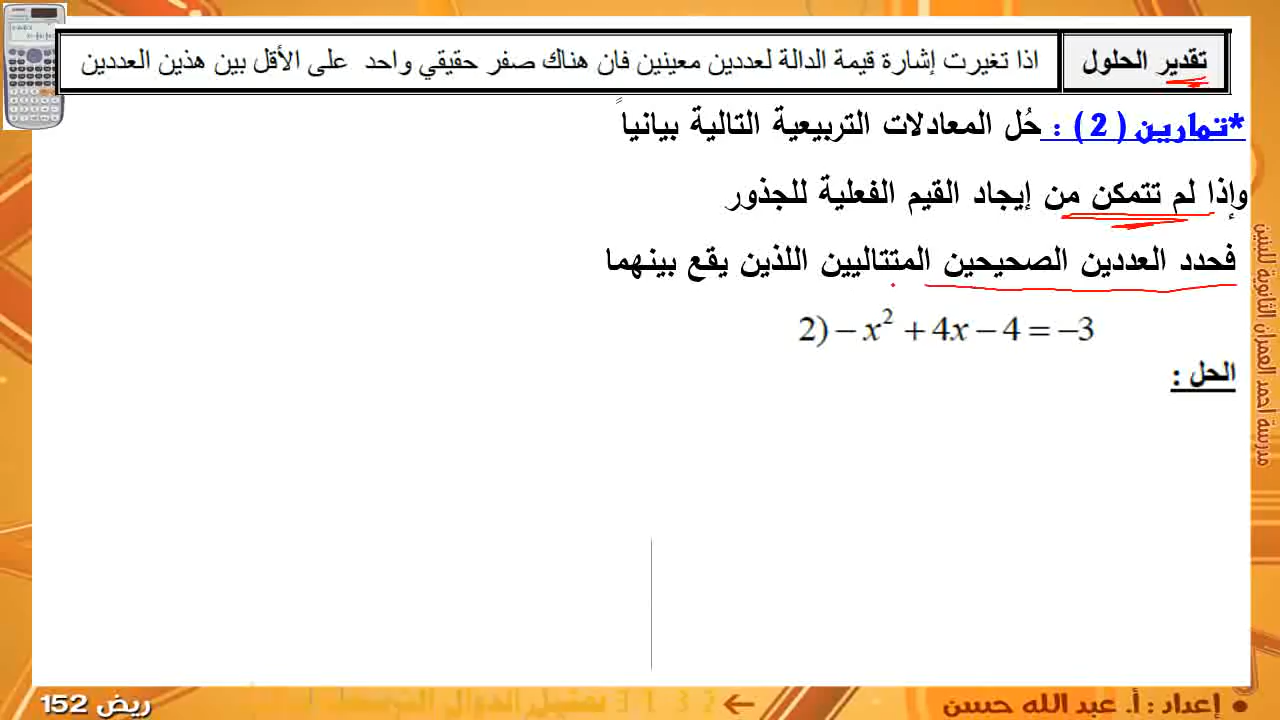 تقدير الحلول
اذا تغيرت إشارة قيمة الدالة لعددين معينين فان هناك صفر حقيقي واحد على الأقل بين هذين العددين
*تمارين ( 2 ) : حُل المعادلات التربيعية التالية بيانياً
وإذا لم تتمكن من إيجاد القيم الفعلية للجذور
فحدد العددين الصحيحين المتتاليين اللذين يقع بينهما
2) − x² + 4x − 4 = −3
الحل :
مدرسة أحمد العمران الثانوية للبنين
إعداد : أ. عبد الله حسن
ريض 152